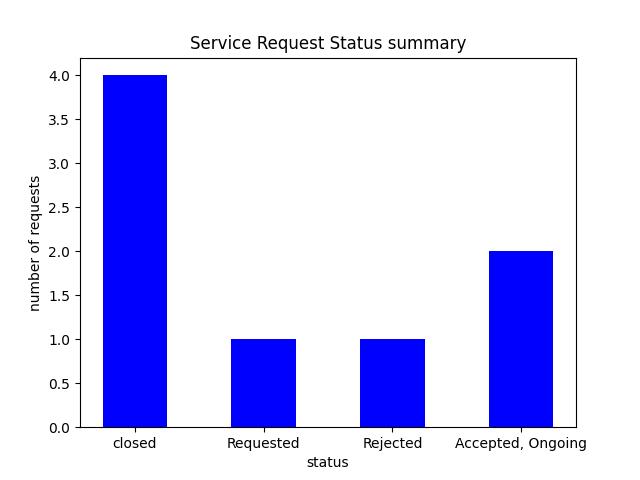 Service Request Status summary
4.0
3.5
3.0
2.5
2.0
1.5
1.0
0.5
0.0
number of requests
closed Requested Rejected Accepted, Ongoing
status